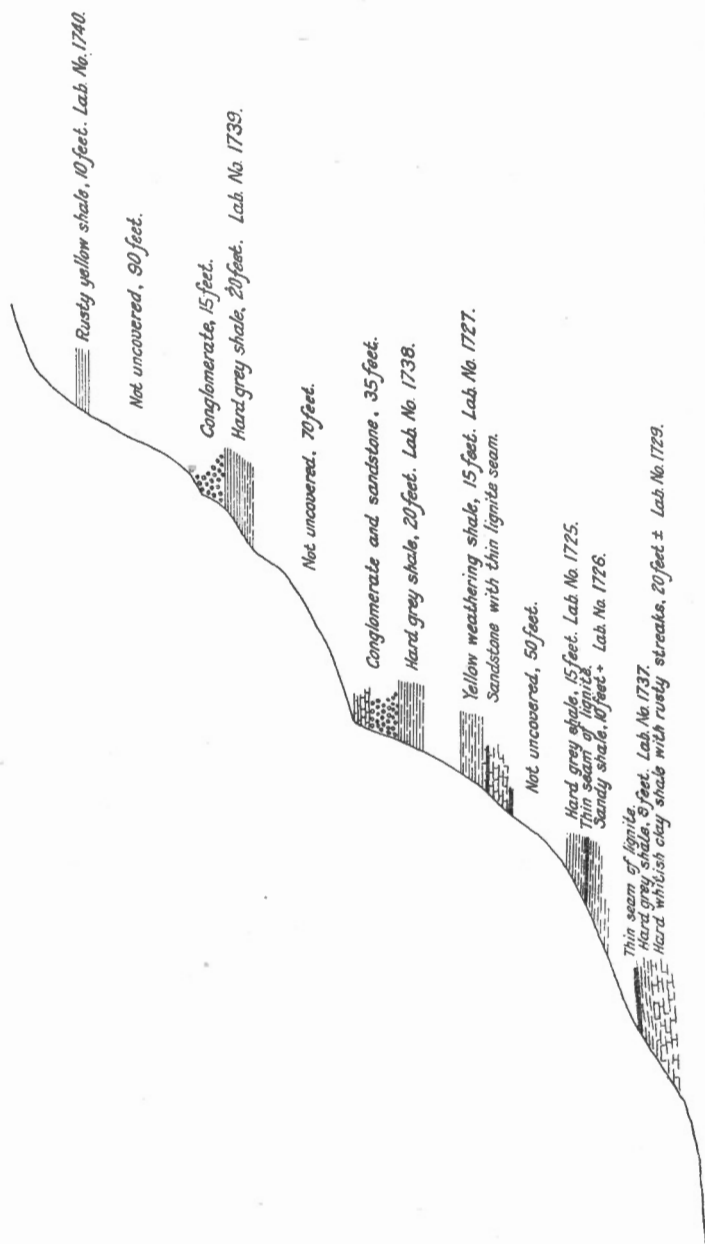 Rusty yellow shale, 10 feet. Lab. No. 1740.
Not uncovered, 90 feet.
Conglomerate, 15 feet.
Hard grey shale, 20 feet. Lab. No. 1739.
Not uncovered, 70 feet.
Conglomerate and sandstone, 35 feet.
Hard grey shale, 20 feet. Lab. No. 1738.
Yellow weathering shale, 15 feet. Lab. No. 1727.
Sandstone with thin lignite seam.
Not uncovered, 50 feet.
Hard grey shale, 15 feet. Lab. No. 1725.
Thin seam of lignite.
Sandy shale, 10 feet + Lab. No. 1726.
Thin seam of lignite.
Hard grey shale, 8 feet. Lab. No. 1737.
Hard whitish clay shale with rusty streaks, 20 feet ± Lab. No. 1729.